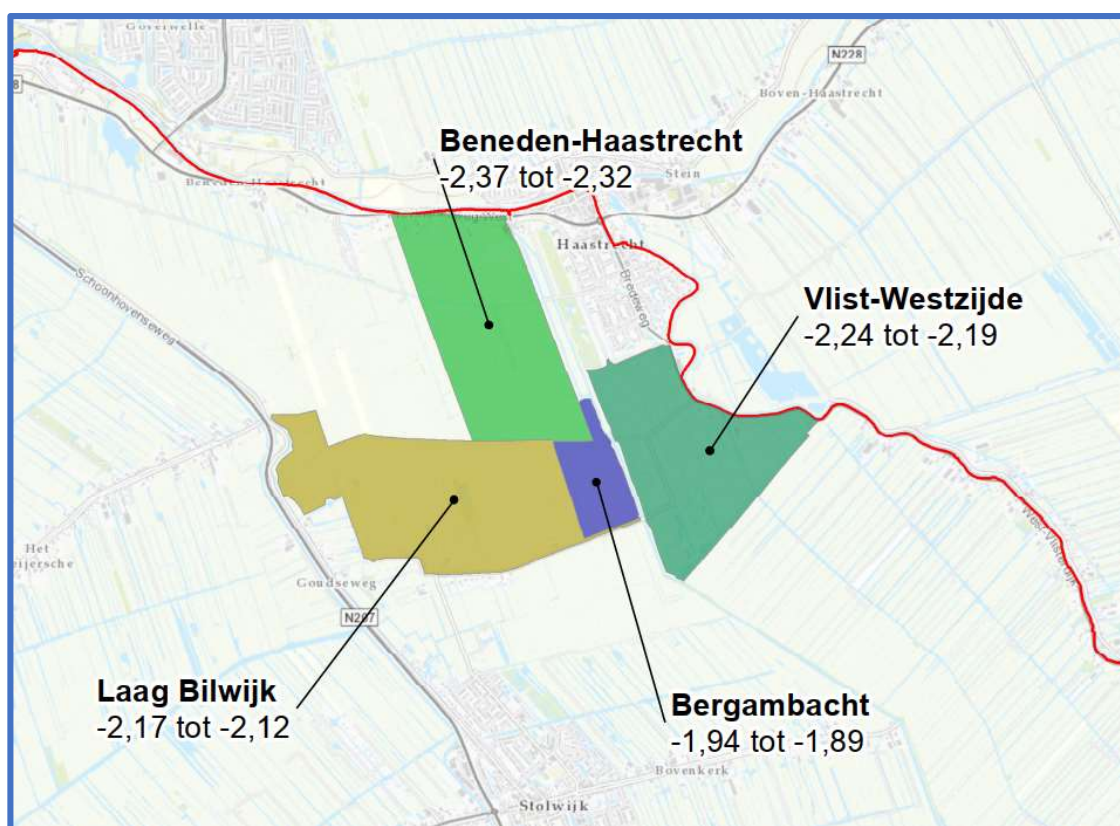 Goverwelle
N228
Boven-Haastrecht
Beneden-Haastrecht
-2,37 tot -2,32
Stein
Beneden-Haastrecht
Haastrecht
Bredeweg
Schoonhovenseweg
Vlist-Westzijde
-2,24 tot -2,19
West-Vlisterdijk
Het
Goudseweg
N207
Laag Bilwijk
-2,17 tot -2,12
Bergambacht
-1,94 tot -1,89
Bovenkerk
Stolwijk